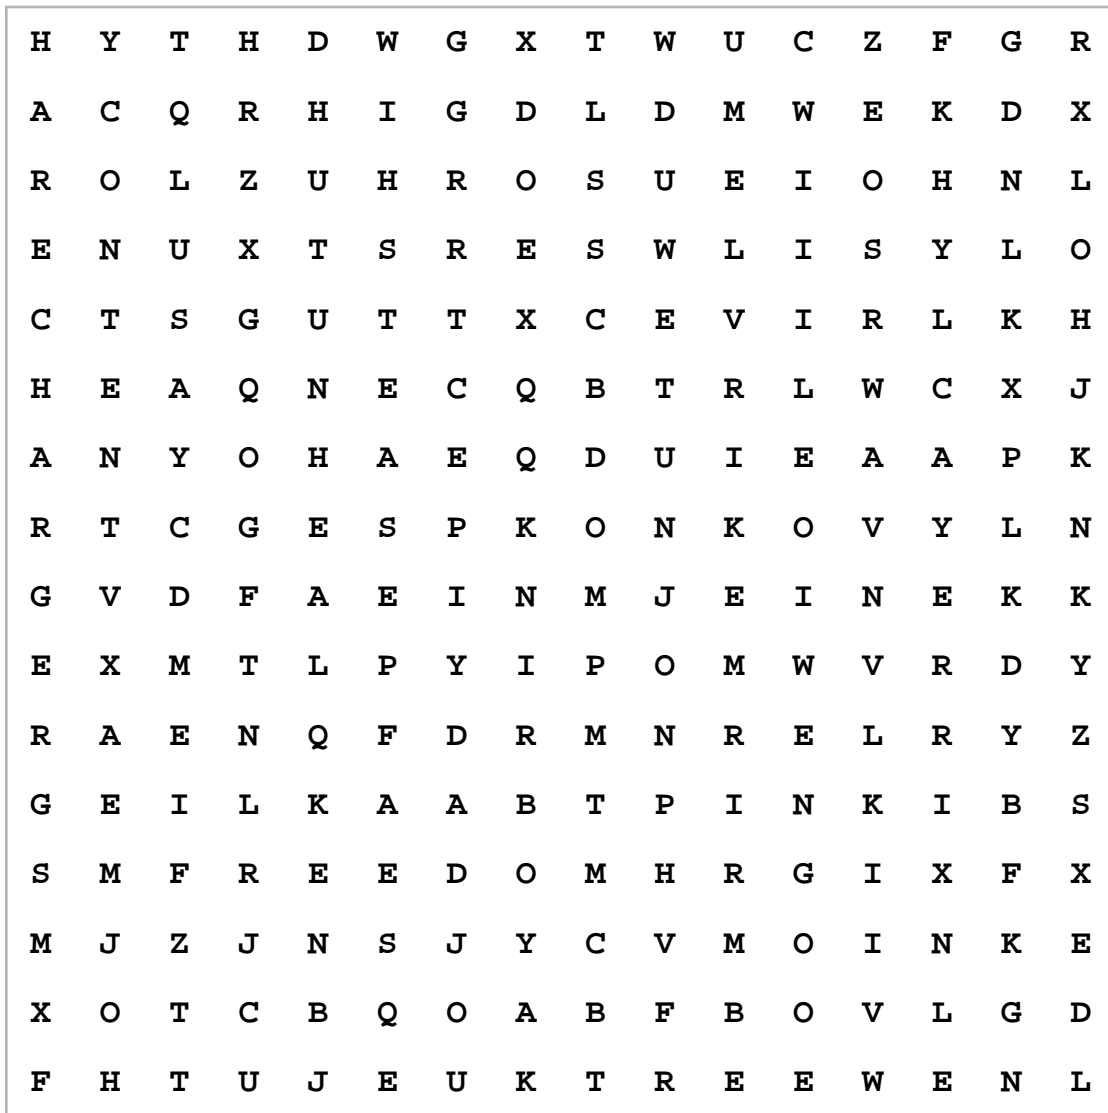 H Y T H D W G X T W U C Z F G R
A C Q R H I G D L D M W E K D X
R O L Z U H R O S U E I O H N L
E N U X T S R E S W L I S Y L O
C T S G U T T X C E V I R L K H
H E A Q N E C Q B T R L W C X J
A N Y O H A E Q D U I E A A P K
R T C G E S P K O N K O V Y L N
G V D F A E I N M J E I N E K K
E X M T L P Y I P O M W V R D Y
R A E N Q F D R M N R E L R Y Z
G E I L K A A B T P I N K I B S
S M F R E E D O M H R G I X F X
M J Z J N S J Y C V M O I N K E
X O T C B Q O A B F B O V L G D
F H T U J E U K T R E E W E N L